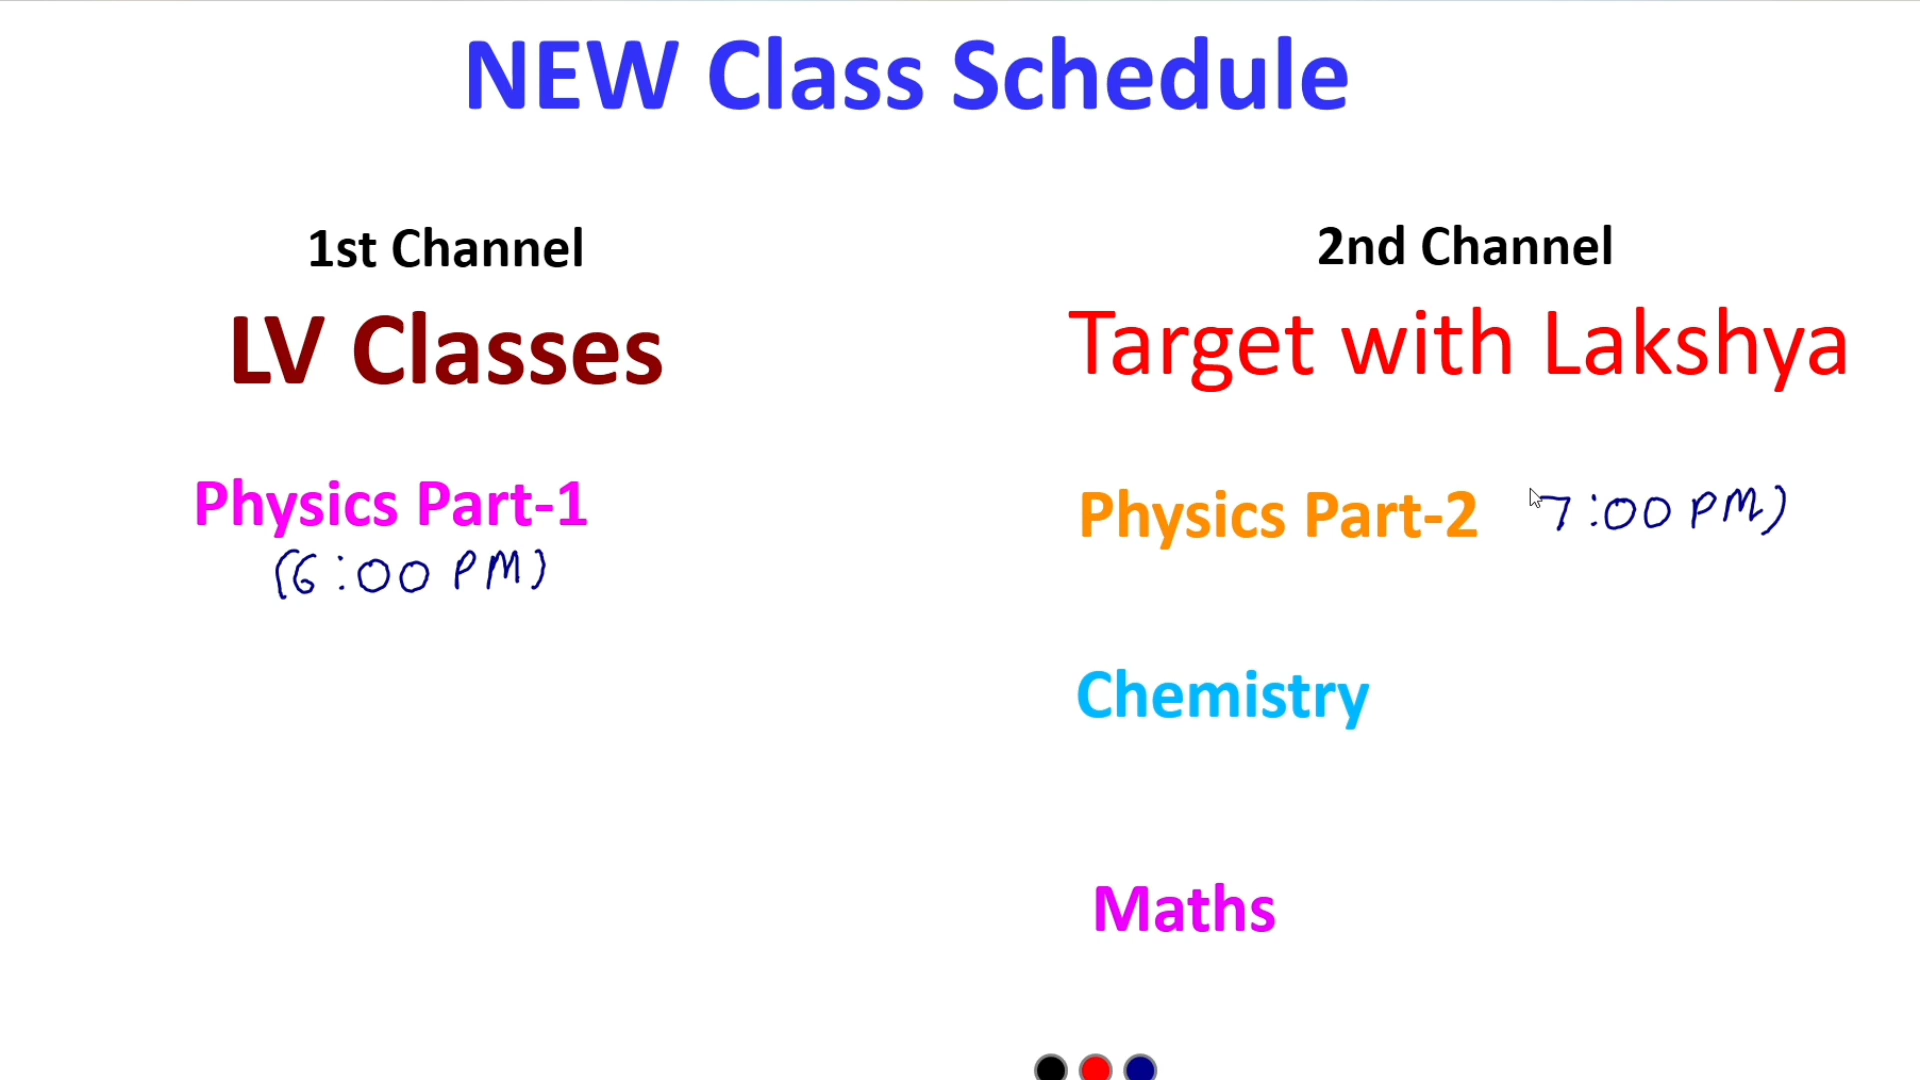 NEW Class Schedule
1st Channel
LV Classes
Physics Part-1
(6:00 PM)
2nd Channel
Target with Lakshya
Physics Part-2 7:00 PM)
Chemistry
Maths